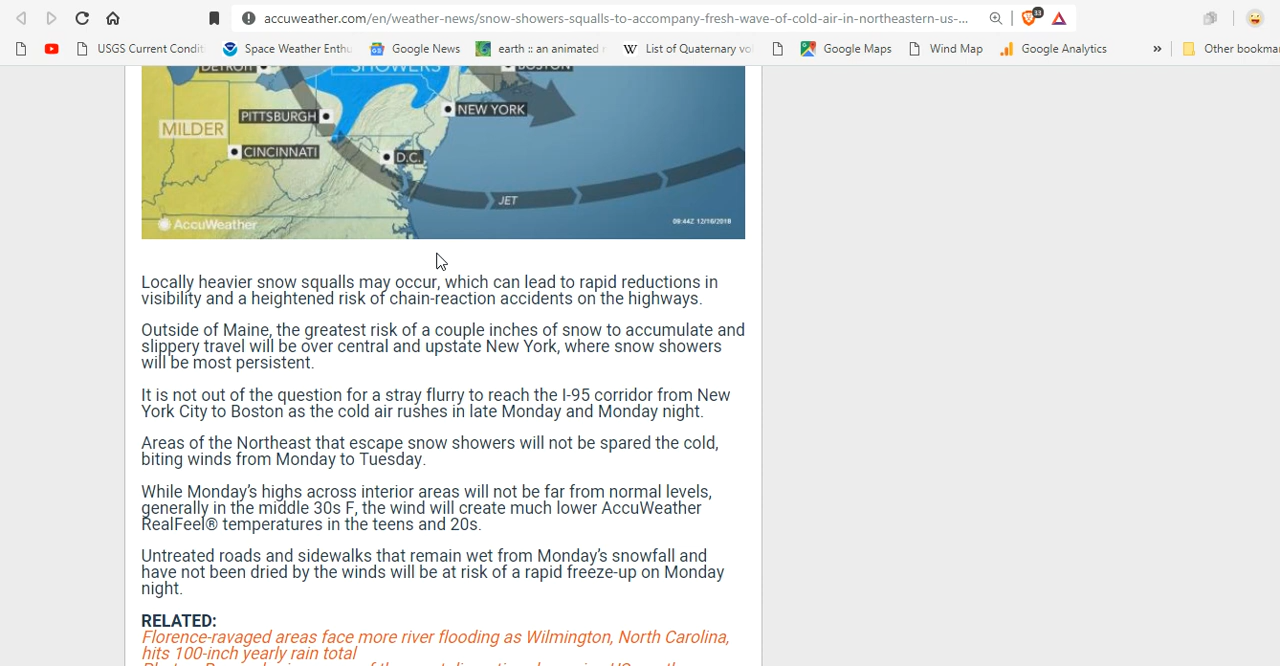 accuweather.com/en/weather-news/snow-showers-squalls-to-accompany-fresh-wave-of-cold-air-in-northeastern-us-...
USGS Current Condit
Space Weather Enthu
Google News
earth :: an animated
List of Quaternary vo
Google Maps
Wind Map
Google Analytics
»
Other bookma
DETROIT
SHOWERS
BOSTON
PITTSBURGH
NEW YORK
MILDER
CINCINNATI
D.C.
JET
AccuWeather
09:44Z 12/16/2018
Locally heavier snow squalls may occur, which can lead to rapid reductions in
visibility and a heightened risk of chain-reaction accidents on the highways.
Outside of Maine, the greatest risk of a couple inches of snow to accumulate and
slippery travel will be over central and upstate New York, where snow showers
will be most persistent.
It is not out of the question for a stray flurry to reach the I-95 corridor from New
York City to Boston as the cold air rushes in late Monday and Monday night.
Areas of the Northeast that escape snow showers will not be spared the cold,
biting winds from Monday to Tuesday.
While Monday's highs across interior areas will not be far from normal levels,
generally in the middle 30s F, the wind will create much lower AccuWeather
RealFeel® temperatures in the teens and 20s.
Untreated roads and sidewalks that remain wet from Monday's snowfall and
have not been dried by the winds will be at risk of a rapid freeze-up on Monday
night.
RELATED:
Florence-ravaged areas face more river flooding as Wilmington, North Carolina,
hits 100-inch yearly rain total